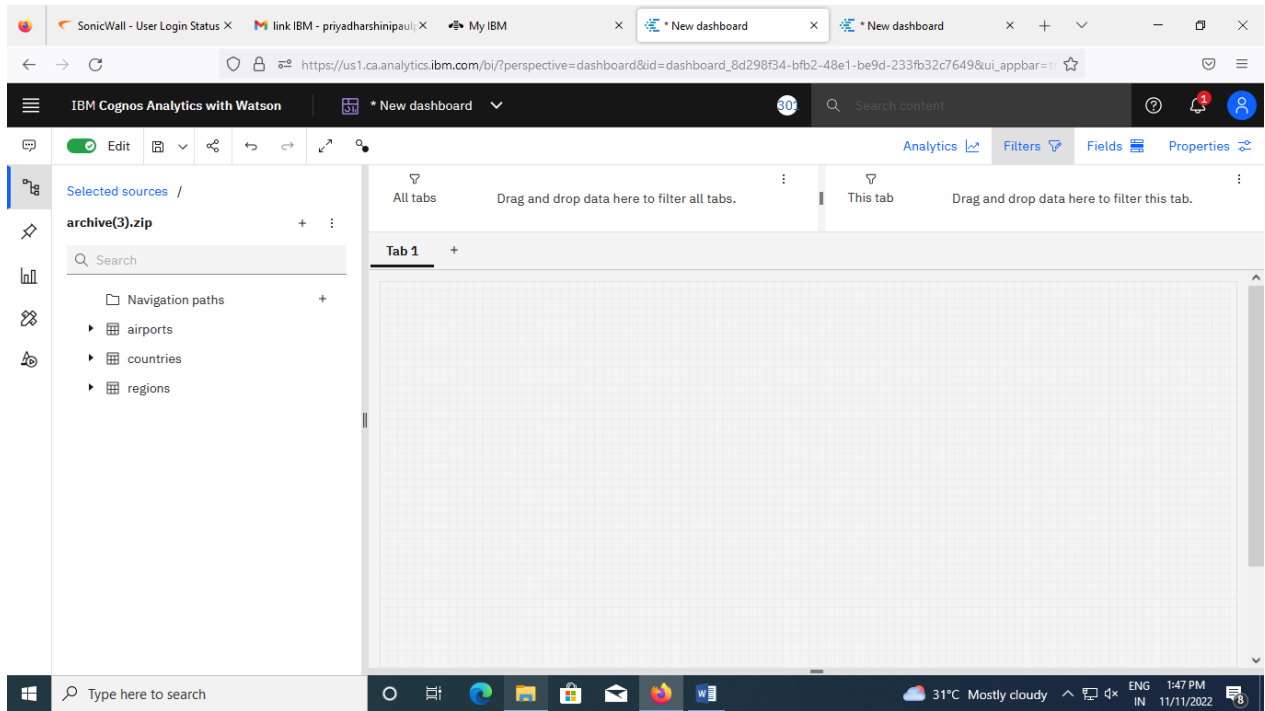 SonicWall - User Login Status
link IBM - priyadharshinipaul
My IBM
* New dashboard
* New dashboard
https://us1.ca.analytics.ibm.com/bi/?perspective=dashboard&id=dashboard_8d298f34-bfb2-48e1-be9d-233fb32c7649&ui_appbar=t
IBM Cognos Analytics with Watson
* New dashboard
301
Search content
1
Edit
Analytics
Filters
Fields
Properties
Selected sources /
archive(3).zip
Search
Navigation paths
airports
countries
regions
All tabs
Drag and drop data here to filter all tabs.
This tab
Drag and drop data here to filter this tab.
Tab 1
Type here to search
31°C Mostly cloudy
ENG
IN
1:47 PM
11/11/2022
8